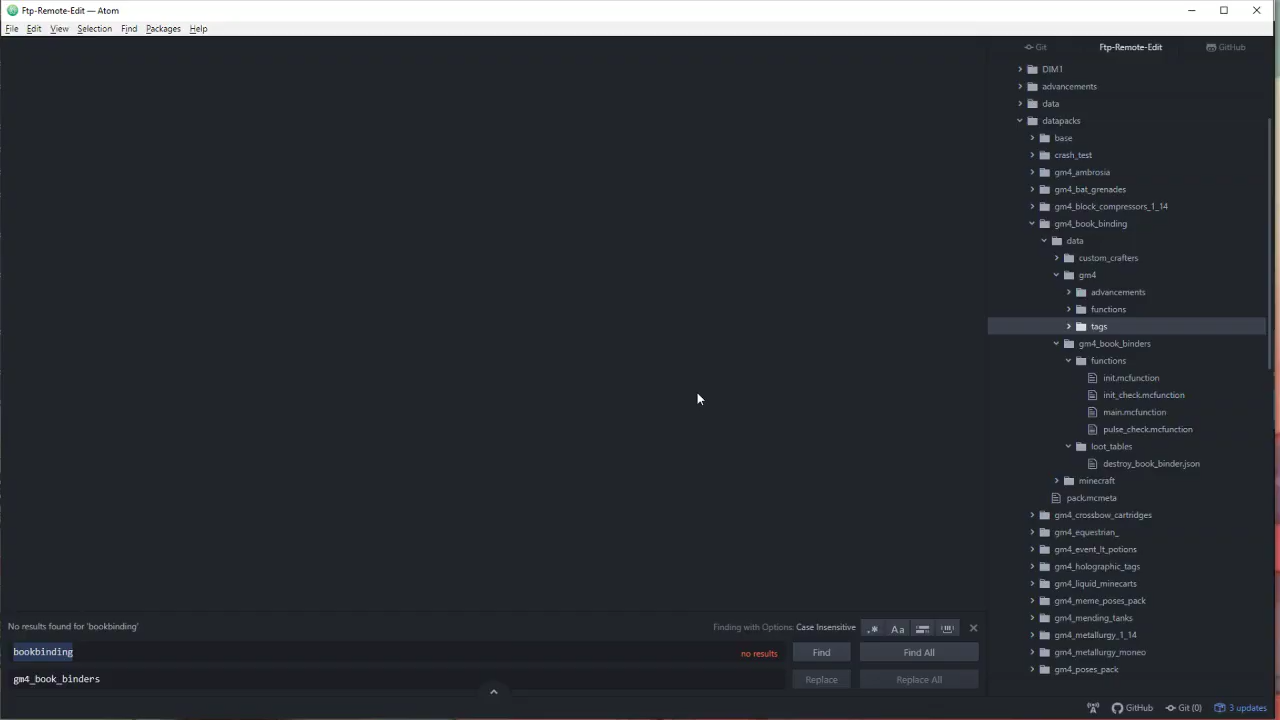 Ftp-Remote-Edit — Atom
File Edit View Selection Find Packages Help
Git Ftp-Remote-Edit GitHub
DIM1
advancements
data
datapacks
base
crash_test
gm4_ambrosia
gm4_bat_grenades
gm4_block_compressors_1_14
gm4_book_binding
data
custom_crafters
gm4
advancements
functions
tags
gm4_book_binders
functions
init.mcfunction
init_check.mcfunction
main.mcfunction
pulse_check.mcfunction
loot_tables
destroy_book_binder.json
minecraft
pack.mcmeta
gm4_crossbow_cartridges
gm4_equestrian_
gm4_event_lt_potions
gm4_holographic_tags
gm4_liquid_minecarts
gm4_meme_poses_pack
gm4_mending_tanks
gm4_metallurgy_1_14
gm4_metallurgy_moneo
gm4_poses_pack
No results found for 'bookbinding' Finding with Options: Case Insensitive .* Aa
bookbinding no results Find Find All
gm4_book_binders Replace Replace All
GitHub Git (0) 3 updates